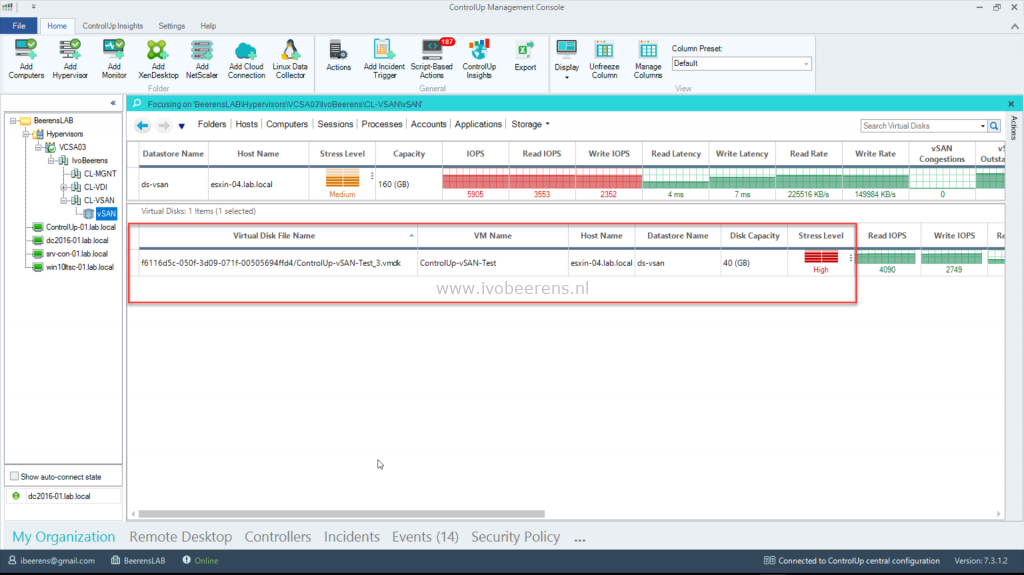 ControlUp Management Console
File Home ControlUp Insights Settings Help
Add Computers
Add Hypervisor
Add Monitor
Add XenDesktop
Add NetScaler
Add Cloud Connection
Linux Data Collector
Folder
Actions
Add Incident Trigger
187
Script-Based Actions
ControlUp Insights
Export
General
Display
Unfreeze Column
Manage Columns
Column Preset:
Default
View
Focusing on 'BeerensLAB\Hypervisors\VCSA03\IvoBeerens\CL-VSAN\vSAN'
Actions
BeerensLAB
Hypervisors
VCSA03
IvoBeerens
CL-MGNT
CL-VDI
CL-VSAN
vSAN
ControlUp-01.lab.local
dc2016-01.lab.local
srv-con-01.lab.local
win10ltsc-01.lab.local
Show auto-connect state
dc2016-01.lab.local
Folders Hosts Computers Sessions Processes Accounts Applications Storage
Search Virtual Disks
Datastore Name Host Name Stress Level Capacity IOPS Read IOPS Write IOPS Read Latency Write Latency Read Rate Write Rate vSAN Congestions
ds-vsan esxin-04.lab.local Medium 160 (GB) 5905 3553 2352 4 ms 7 ms 225516 KB/s 149984 KB/s 0
Virtual Disks: 1 Items (1 selected)
Virtual Disk File Name VM Name Host Name Datastore Name Disk Capacity Stress Level Read IOPS Write IOPS
f6116d5c-050f-3d09-071f-00505694ffd4/ControlUp-vSAN-Test_3.vmdk ControlUp-vSAN-Test esxin-04.lab.local ds-vsan 40 (GB) High 4090 2749
www.ivobeerens.nl
My Organization Remote Desktop Controllers Incidents Events (14) Security Policy ...
ibeerens@gmail.com BeerensLAB Online Connected to ControlUp central configuration Version: 7.3.1.2